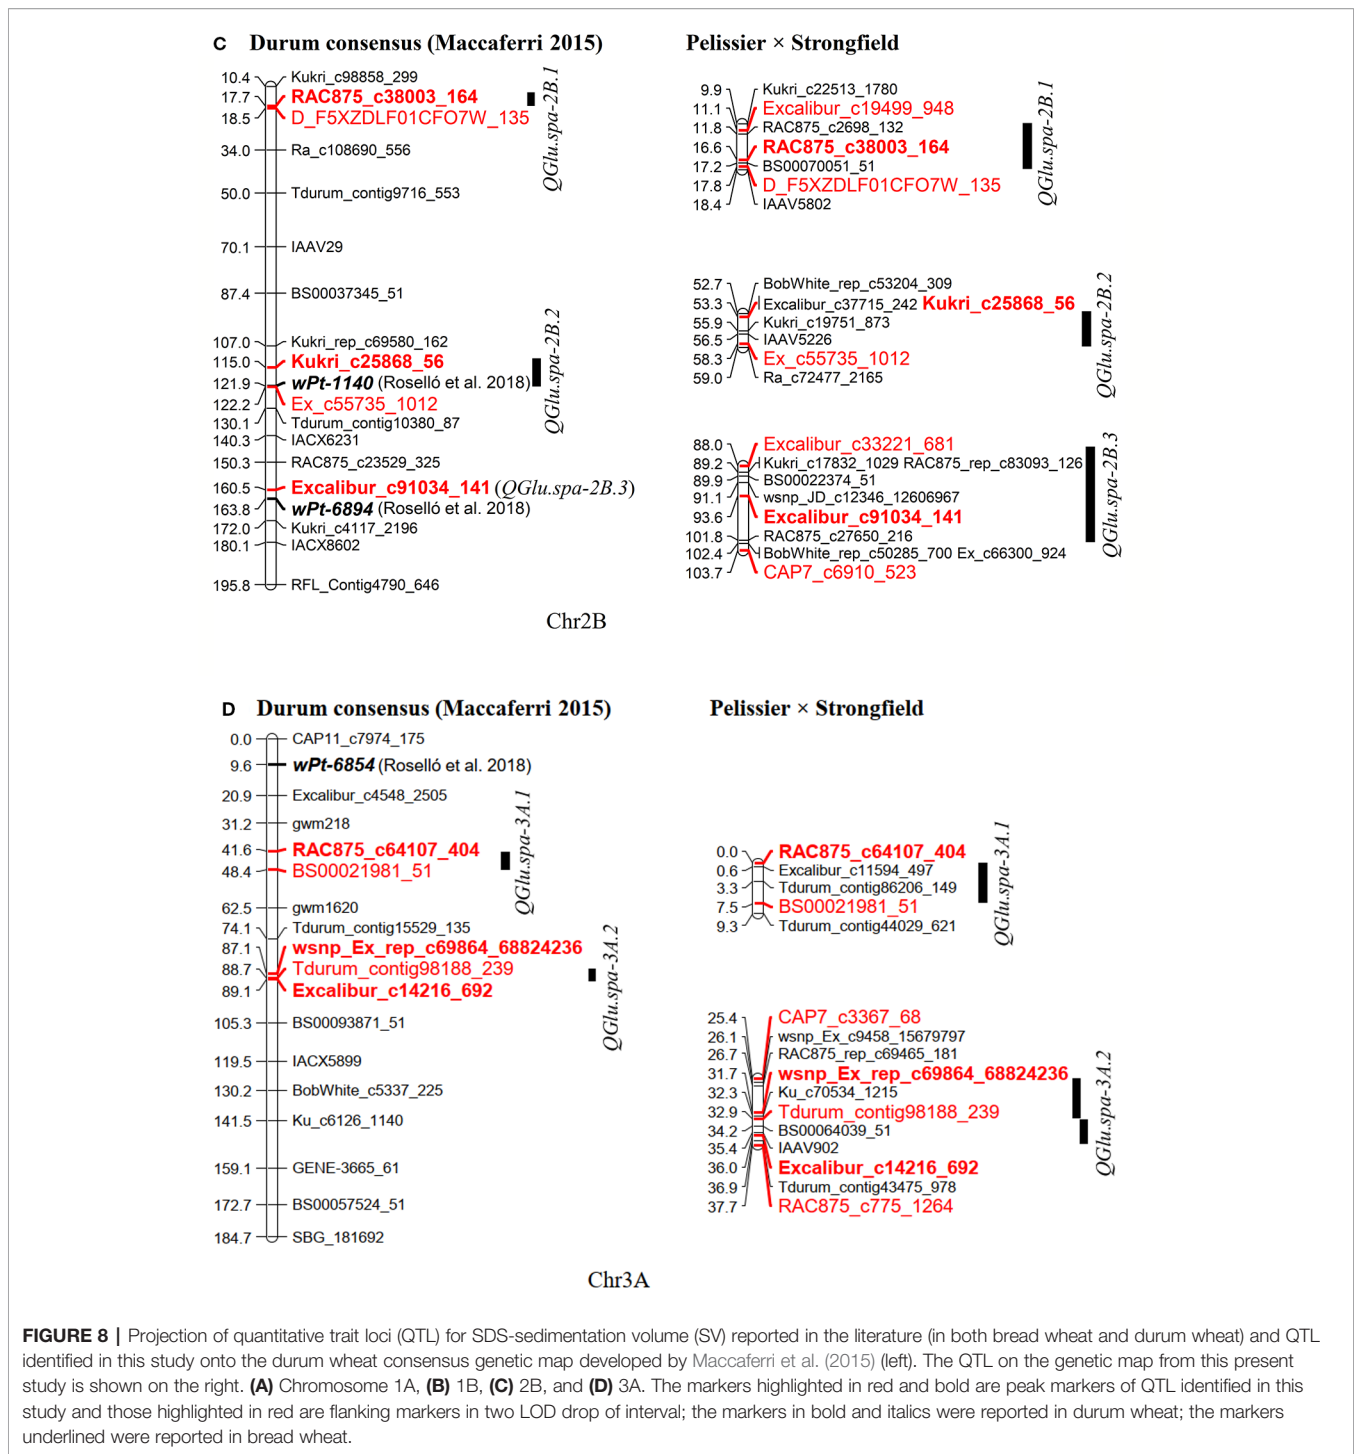 C Durum consensus (Maccaferri 2015)
10.4 Kukri_c98858_299
17.7 RAC875_c38003_164
18.5 D_F5XZDLF01CFO7W_135
34.0 Ra_c108690_556
50.0 Tdurum_contig9716_553
70.1 IAAV29
87.4 BS00037345_51
107.0 Kukri_rep_c69580_162
115.0 Kukri_c25868_56
121.9 wPt-1140 (Roselló et al. 2018)
122.2 Ex_c55735_1012
130.1 Tdurum_contig10380_87
140.3 IACX6231
150.3 RAC875_c23529_325
160.5 Excalibur_c91034_141 (QGlu.spa-2B.3)
163.8 wPt-6894 (Roselló et al. 2018)
172.0 Kukri_c4117_2196
180.1 IACX8602
195.8 RFL_Contig4790_646
QGlu.spa-2B.1
QGlu.spa-2B.2
Pelissier × Strongfield
9.9 Kukri_c22513_1780
11.1 Excalibur_c19499_948
11.8 RAC875_c2698_132
16.6 RAC875_c38003_164
17.2 BS00070051_51
17.8 D_F5XZDLF01CFO7W_135
18.4 IAAV5802
QGlu.spa-2B.1
52.7 BobWhite_rep_c53204_309
53.3 Excalibur_c37715_242 Kukri_c25868_56
55.9 Kukri_c19751_873
56.5 IAAV5226
58.3 Ex_c55735_1012
59.0 Ra_c72477_2165
QGlu.spa-2B.2
88.0 Excalibur_c33221_681
89.2 Kukri_c17832_1029 RAC875_rep_c83093_126
89.9 BS00022374_51
91.1 wsnp_JD_c12346_12606967
93.6 Excalibur_c91034_141
101.8 RAC875_c27650_216
102.4 BobWhite_rep_c50285_700 Ex_c66300_924
103.7 CAP7_c6910_523
QGlu.spa-2B.3
Chr2B
D Durum consensus (Maccaferri 2015)
0.0 CAP11_c7974_175
9.6 wPt-6854 (Roselló et al. 2018)
20.9 Excalibur_c4548_2505
31.2 gwm218
41.6 RAC875_c64107_404
48.4 BS00021981_51
62.5 gwm1620
74.1 Tdurum_contig15529_135
87.1 wsnp_Ex_rep_c69864_68824236
88.7 Tdurum_contig98188_239
89.1 Excalibur_c14216_692
105.3 BS00093871_51
119.5 IACX5899
130.2 BobWhite_c5337_225
141.5 Ku_c6126_1140
159.1 GENE-3665_61
172.7 BS00057524_51
184.7 SBG_181692
QGlu.spa-3A.1
QGlu.spa-3A.2
Pelissier × Strongfield
0.0 RAC875_c64107_404
0.6 Excalibur_c11594_497
3.3 Tdurum_contig86206_149
7.5 BS00021981_51
9.3 Tdurum_contig44029_621
QGlu.spa-3A.1
25.4 CAP7_c3367_68
26.1 wsnp_Ex_c9458_15679797
26.7 RAC875_rep_c69465_181
31.7 wsnp_Ex_rep_c69864_68824236
32.3 Ku_c70534_1215
32.9 Tdurum_contig98188_239
34.2 BS00064039_51
35.4 IAAV902
36.0 Excalibur_c14216_692
36.9 Tdurum_contig43475_978
37.7 RAC875_c775_1264
QGlu.spa-3A.2
Chr3A
FIGURE 8 | Projection of quantitative trait loci (QTL) for SDS-sedimentation volume (SV) reported in the literature (in both bread wheat and durum wheat) and QTL
identified in this study onto the durum wheat consensus genetic map developed by Maccaferri et al. (2015) (left). The QTL on the genetic map from this present
study is shown on the right. (A) Chromosome 1A, (B) 1B, (C) 2B, and (D) 3A. The markers highlighted in red and bold are peak markers of QTL identified in this
study and those highlighted in red are flanking markers in two LOD drop of interval; the markers in bold and italics were reported in durum wheat; the markers
underlined were reported in bread wheat.